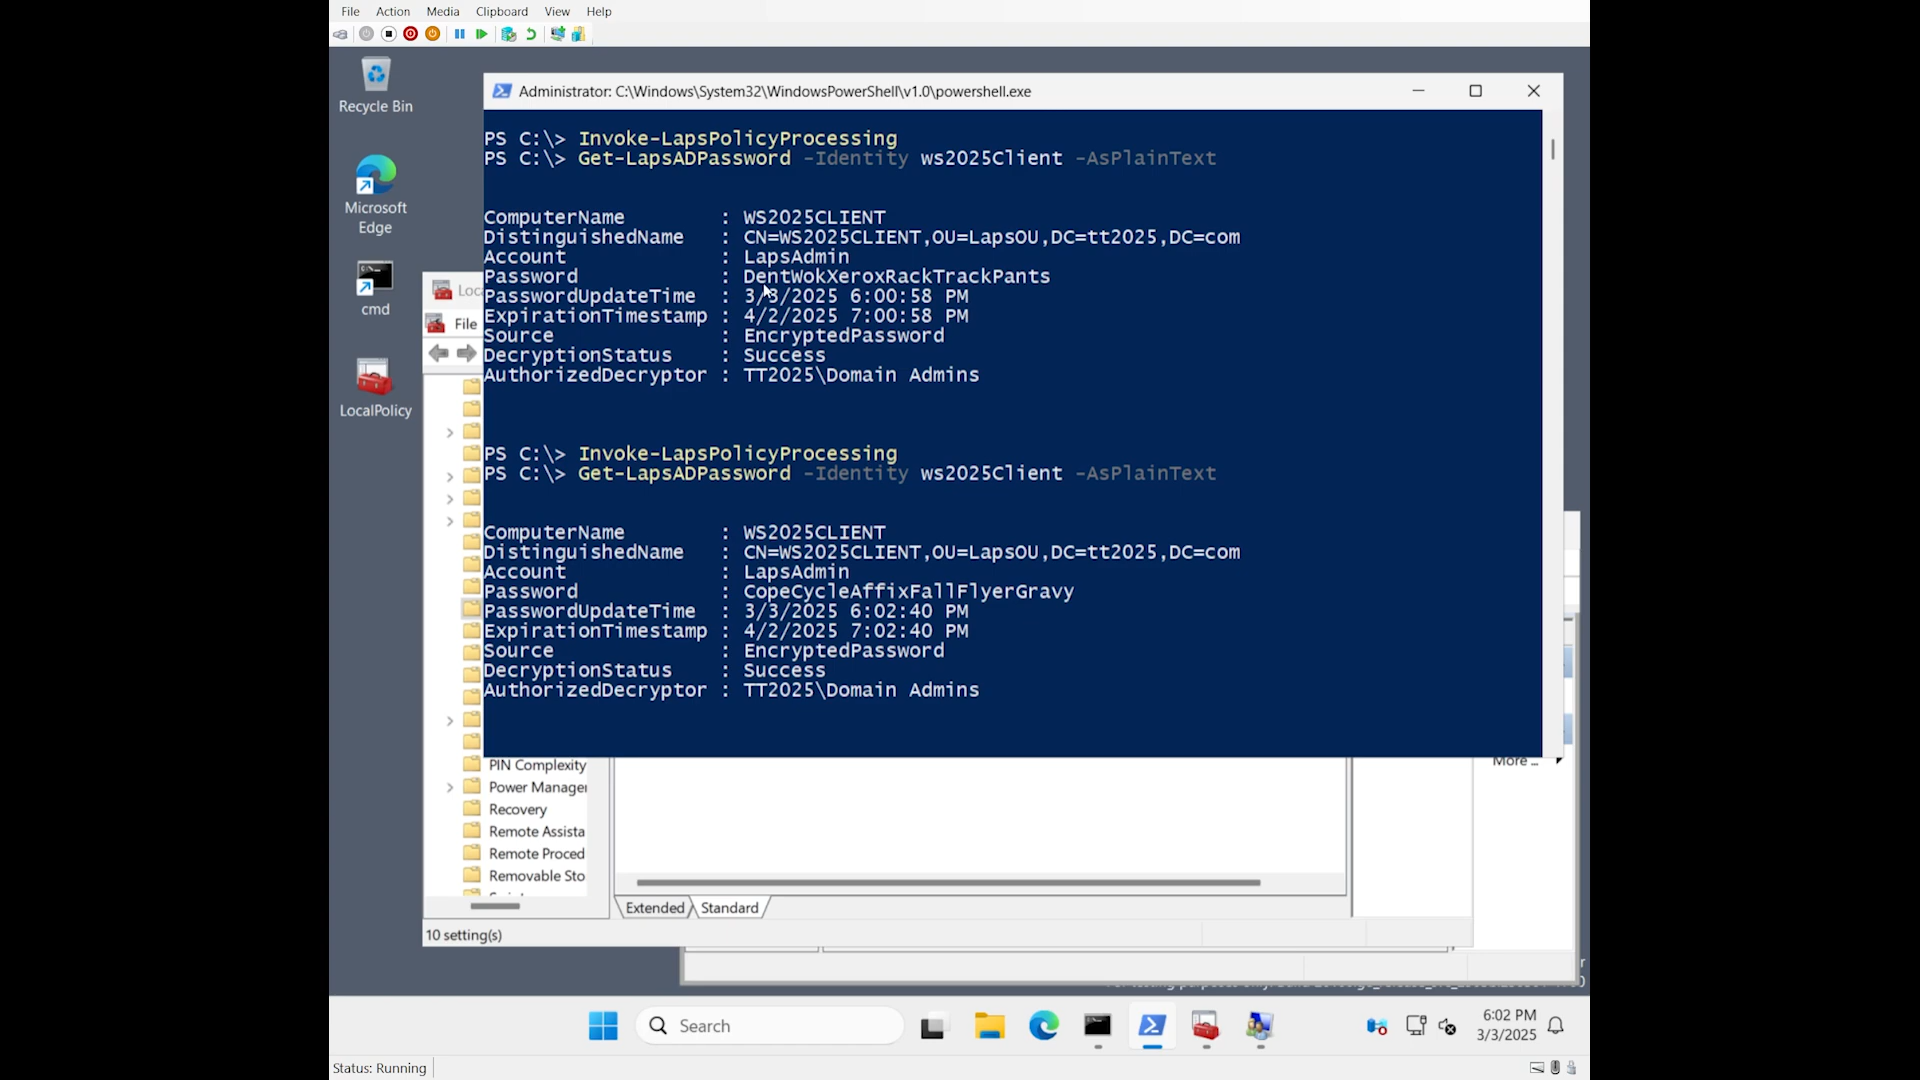 File Action Media Clipboard View Help
Recycle Bin
Administrator: C:\Windows\System32\WindowsPowerShell\v1.0\powershell.exe
PS C:\> Invoke-LapsPolicyProcessing
PS C:\> Get-LapsADPassword -Identity ws2025Client -AsPlainText
ComputerName : WS2025CLIENT
DistinguishedName : CN=WS2025CLIENT,OU=LapsOU,DC=tt2025,DC=com
Account : LapsAdmin
Password : DentWokXeroxRackTrackPants
PasswordUpdateTime : 3/3/2025 6:00:58 PM
ExpirationTimestamp : 4/2/2025 7:00:58 PM
Source : EncryptedPassword
DecryptionStatus : Success
AuthorizedDecryptor : TT2025\Domain Admins
PS C:\> Invoke-LapsPolicyProcessing
PS C:\> Get-LapsADPassword -Identity ws2025Client -AsPlainText
ComputerName : WS2025CLIENT
DistinguishedName : CN=WS2025CLIENT,OU=LapsOU,DC=tt2025,DC=com
Account : LapsAdmin
Password : CopeCycleAffixFallFlyerGravy
PasswordUpdateTime : 3/3/2025 6:02:40 PM
ExpirationTimestamp : 4/2/2025 7:02:40 PM
Source : EncryptedPassword
DecryptionStatus : Success
AuthorizedDecryptor : TT2025\Domain Admins
Microsoft
Edge
cmd
LocalPolicy
Loc
File
PIN Complexity
Power Manage
Recovery
Remote Assista
Remote Proced
Removable Sto
More ...
Extended Standard
10 setting(s)
Search
6:02 PM
3/3/2025
Status: Running